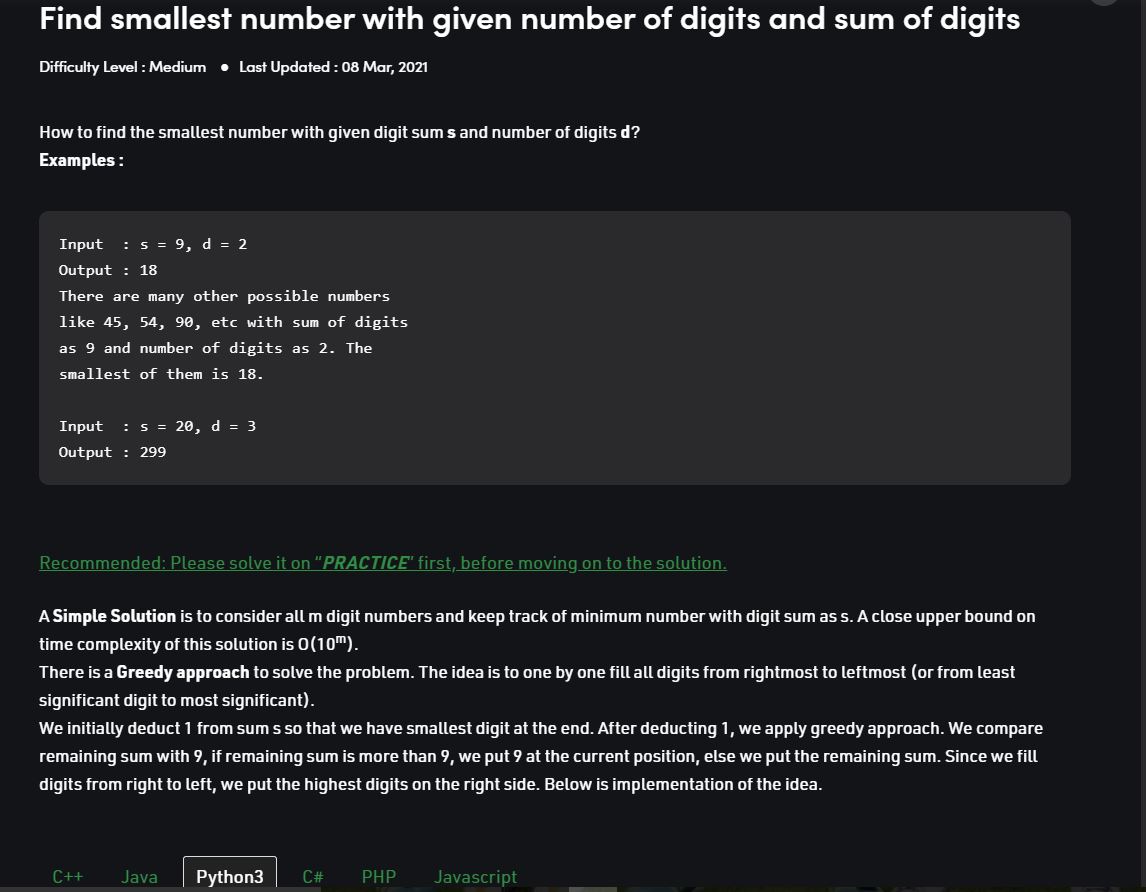 Find smallest number with given number of digits and sum of digits
Difficulty Level : Medium ● Last Updated : 08 Mar, 2021
How to find the smallest number with given digit sum s and number of digits d?
Examples :
Input  : s = 9, d = 2
Output : 18
There are many other possible numbers
like 45, 54, 90, etc with sum of digits
as 9 and number of digits as 2. The
smallest of them is 18.
Input  : s = 20, d = 3
Output : 299
Recommended: Please solve it on "PRACTICE" first, before moving on to the solution.
A Simple Solution is to consider all m digit numbers and keep track of minimum number with digit sum as s. A close upper bound on
time complexity of this solution is O(10ᵐ).
There is a Greedy approach to solve the problem. The idea is to one by one fill all digits from rightmost to leftmost (or from least
significant digit to most significant).
We initially deduct 1 from sum s so that we have smallest digit at the end. After deducting 1, we apply greedy approach. We compare
remaining sum with 9, if remaining sum is more than 9, we put 9 at the current position, else we put the remaining sum. Since we fill
digits from right to left, we put the highest digits on the right side. Below is implementation of the idea.
C++ Java Python3 C# PHP Javascript